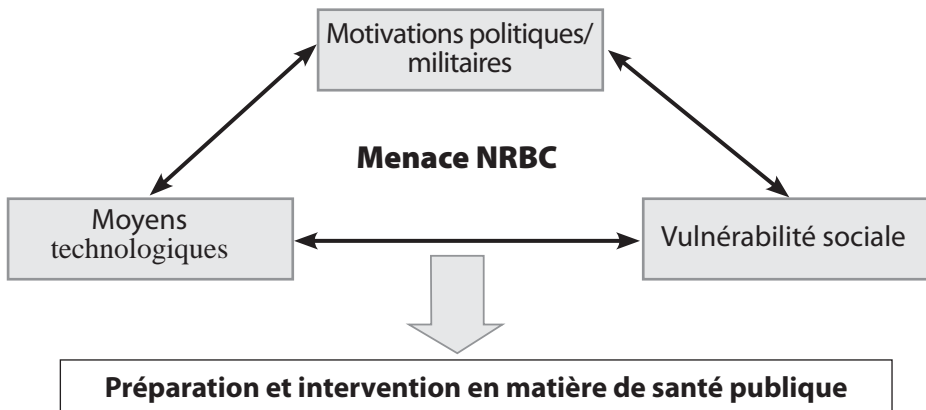 Motivations politiques/
militaires
Menace NRBC
Moyens
technologiques
Vulnérabilité sociale
Préparation et intervention en matière de santé publique